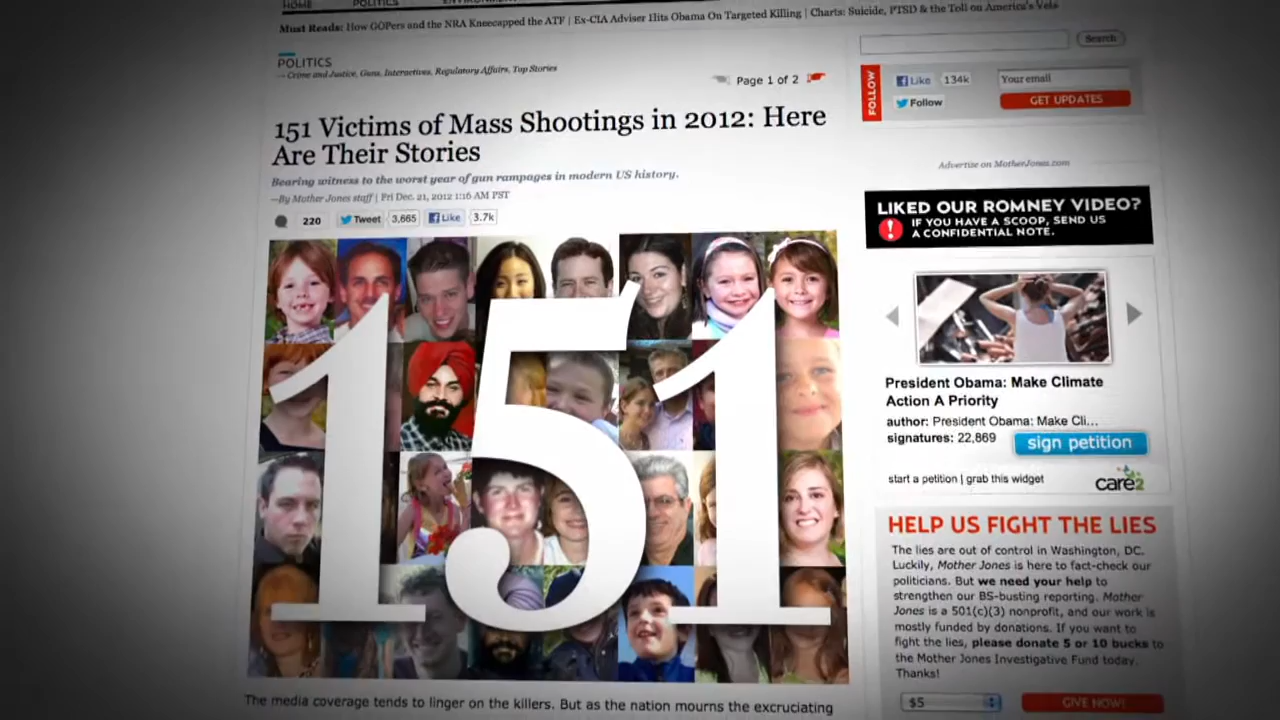 HOME POLITICS
Must Reads: How GOPers and the NRA Kneecapped the ATF | Ex-CIA Adviser Hits Obama On Targeted Killing | Charts: Suicide, PTSD & the Toll on America's Vets
POLITICS
→ Crime and Justice, Guns, Interactives, Regulatory Affairs, Top Stories
Page 1 of 2
151 Victims of Mass Shootings in 2012: Here
Are Their Stories
Bearing witness to the worst year of gun rampages in modern US history.
—By Mother Jones staff | Fri Dec. 21, 2012 1:16 AM PST
220 Tweet 3,665 Like 3.7k
151
The media coverage tends to linger on the killers. But as the nation mourns the excruciating
Search
FOLLOW
Like 134k
Follow
Your email
GET UPDATES
Advertise on MotherJones.com
LIKED OUR ROMNEY VIDEO?
! IF YOU HAVE A SCOOP, SEND US
A CONFIDENTIAL NOTE.
President Obama: Make Climate
Action A Priority
author: President Obama: Make Cli...
signatures: 22,869
sign petition
start a petition | grab this widget
care2
HELP US FIGHT THE LIES
The lies are out of control in Washington, DC.
Luckily, Mother Jones is here to fact-check our
politicians. But we need your help to
strengthen our BS-busting reporting. Mother
Jones is a 501(c)(3) nonprofit, and our work is
mostly funded by donations. If you want to
fight the lies, please donate 5 or 10 bucks to
the Mother Jones Investigative Fund today.
Thanks!
$5
GIVE NOW!